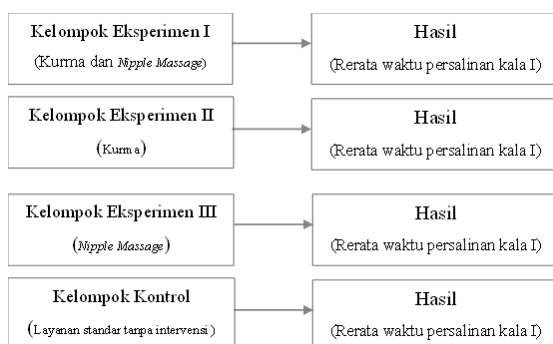 Kelompok Eksperimen I
(Kurma dan Nipple Massage)
Hasil
(Rerata waktu persalinan kala I)
Kelompok Eksperimen II
(Kurma)
Hasil
(Rerata waktu persalinan kala I)
Kelompok Eksperimen III
(Nipple Massage)
Hasil
(Rerata waktu persalinan kala I)
Kelompok Kontrol
(Layanan standar tanpa intervensi)
Hasil
(Rerata waktu persalinan kala I)